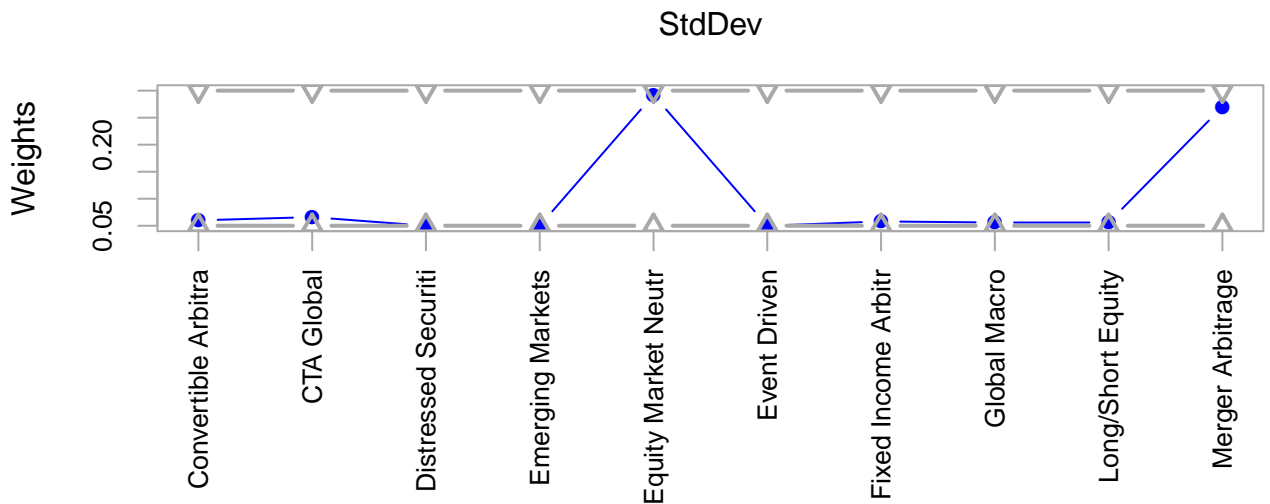 StdDev
Weights
0.20
0.05
Convertible Arbitra
CTA Global
Distressed Securiti
Emerging Markets
Equity Market Neutr
Event Driven
Fixed Income Arbitr
Global Macro
Long/Short Equity
Merger Arbitrage